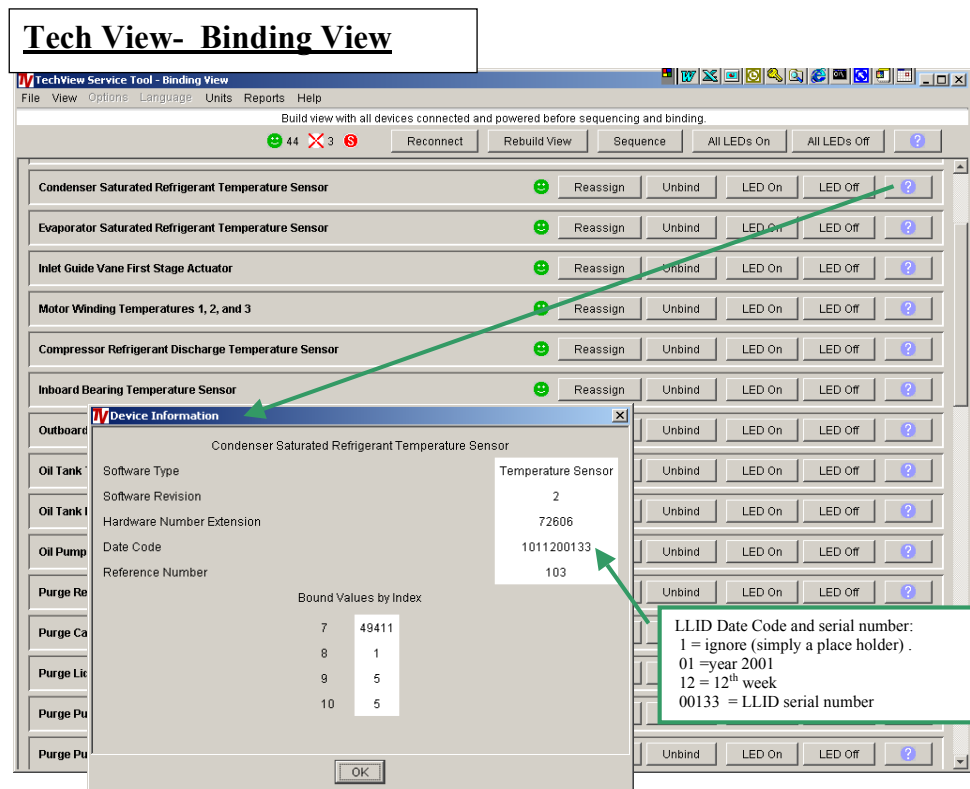 Tech View- Binding View
TechView Service Tool - Binding View
File View Options Language Units Reports Help
Build view with all devices connected and powered before sequencing and binding.
44 3 S Reconnect Rebuild View Sequence All LEDs On All LEDs Off ?
Condenser Saturated Refrigerant Temperature Sensor Reassign Unbind LED On LED Off ?
Evaporator Saturated Refrigerant Temperature Sensor Reassign Unbind LED On LED Off ?
Inlet Guide Vane First Stage Actuator Reassign Unbind LED On LED Off ?
Motor Winding Temperatures 1, 2, and 3 Reassign Unbind LED On LED Off ?
Compressor Refrigerant Discharge Temperature Sensor Reassign Unbind LED On LED Off ?
Inboard Bearing Temperature Sensor Reassign Unbind LED On LED Off ?
Outboard Unbind LED On LED Off ?
Oil Tank Unbind LED On LED Off ?
Oil Tank Unbind LED On LED Off ?
Oil Pump Unbind LED On LED Off ?
Purge Re Unbind LED On LED Off ?
Purge Ca
Purge Lic
Purge Pu
Purge Pu Unbind LED On LED Off ?
Device Information
Condenser Saturated Refrigerant Temperature Sensor
Software Type Temperature Sensor
Software Revision 2
Hardware Number Extension 72606
Date Code 1011200133
Reference Number 103
Bound Values by Index
7 49411
8 1
9 5
10 5
OK
LLID Date Code and serial number:
1 = ignore (simply a place holder) .
01 =year 2001
12 = 12th week
00133 = LLID serial number